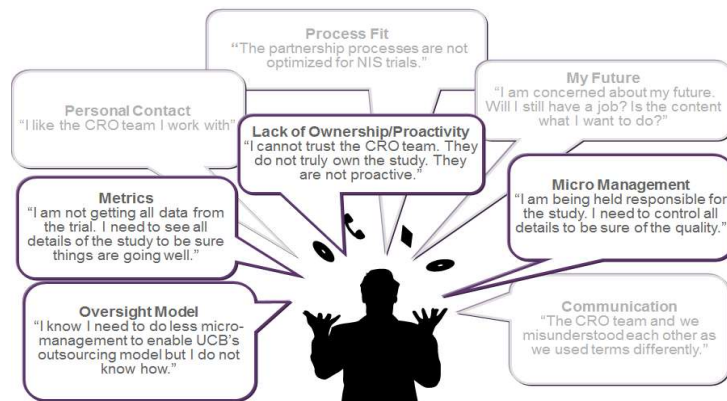 Process Fit
“The partnership processes are not
optimized for NIS trials.”
My Future
“I am concerned about my future.
Will I still have a job? Is the content
what I want to do?”
Personal Contact
“I like the CRO team I work with”
Lack of Ownership/Proactivity
“I cannot trust the CRO team. They
do not truly own the study. They
are not proactive.”
Metrics
“I am not getting all data from
the trial. I need to see all
details of the study to be sure
things are going well.”
Micro Management
“I am being held responsible for
the study. I need to control all
details to be sure of the quality.”
Oversight Model
“I know I need to do less micro-
management to enable UCB’s
outsourcing model but I do not
know how.”
Communication
“The CRO team and we
misunderstood each other as
we used terms differently.”